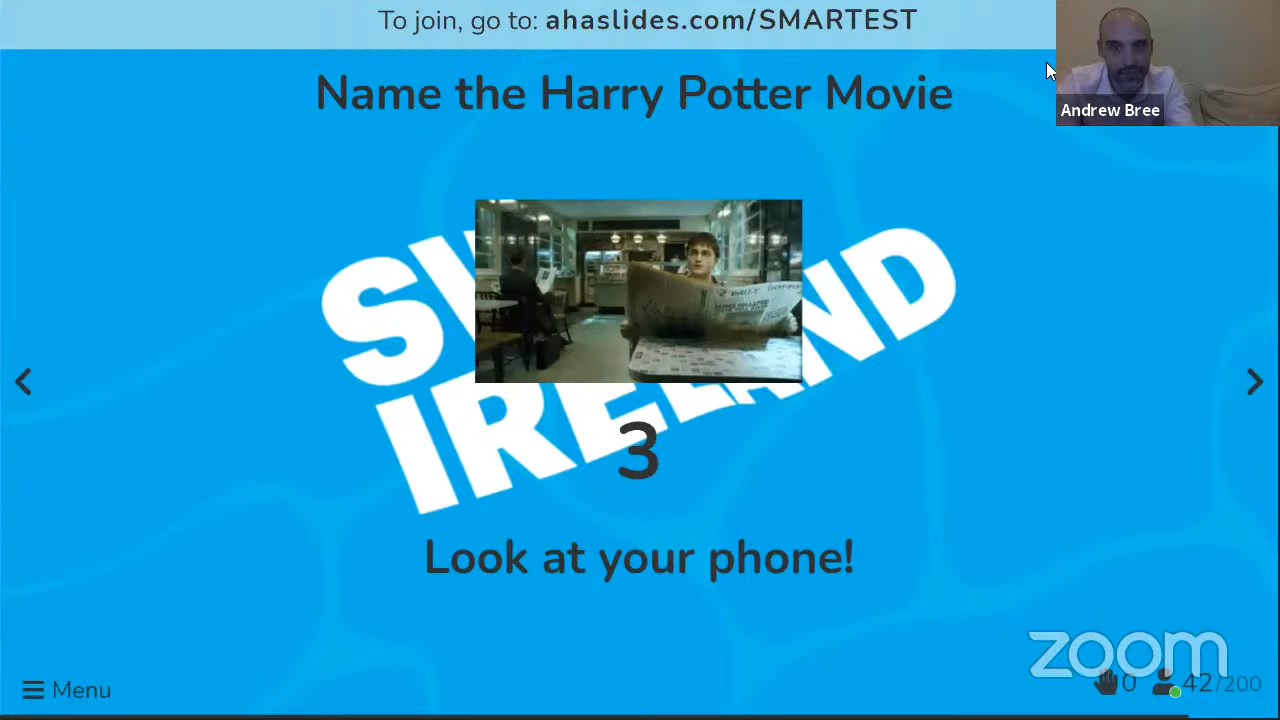 To join, go to: ahaslides.com/SMARTEST
Name the Harry Potter Movie
Andrew Bree
IRELAND
3
Look at your phone!
zoom
Menu
0
42/200